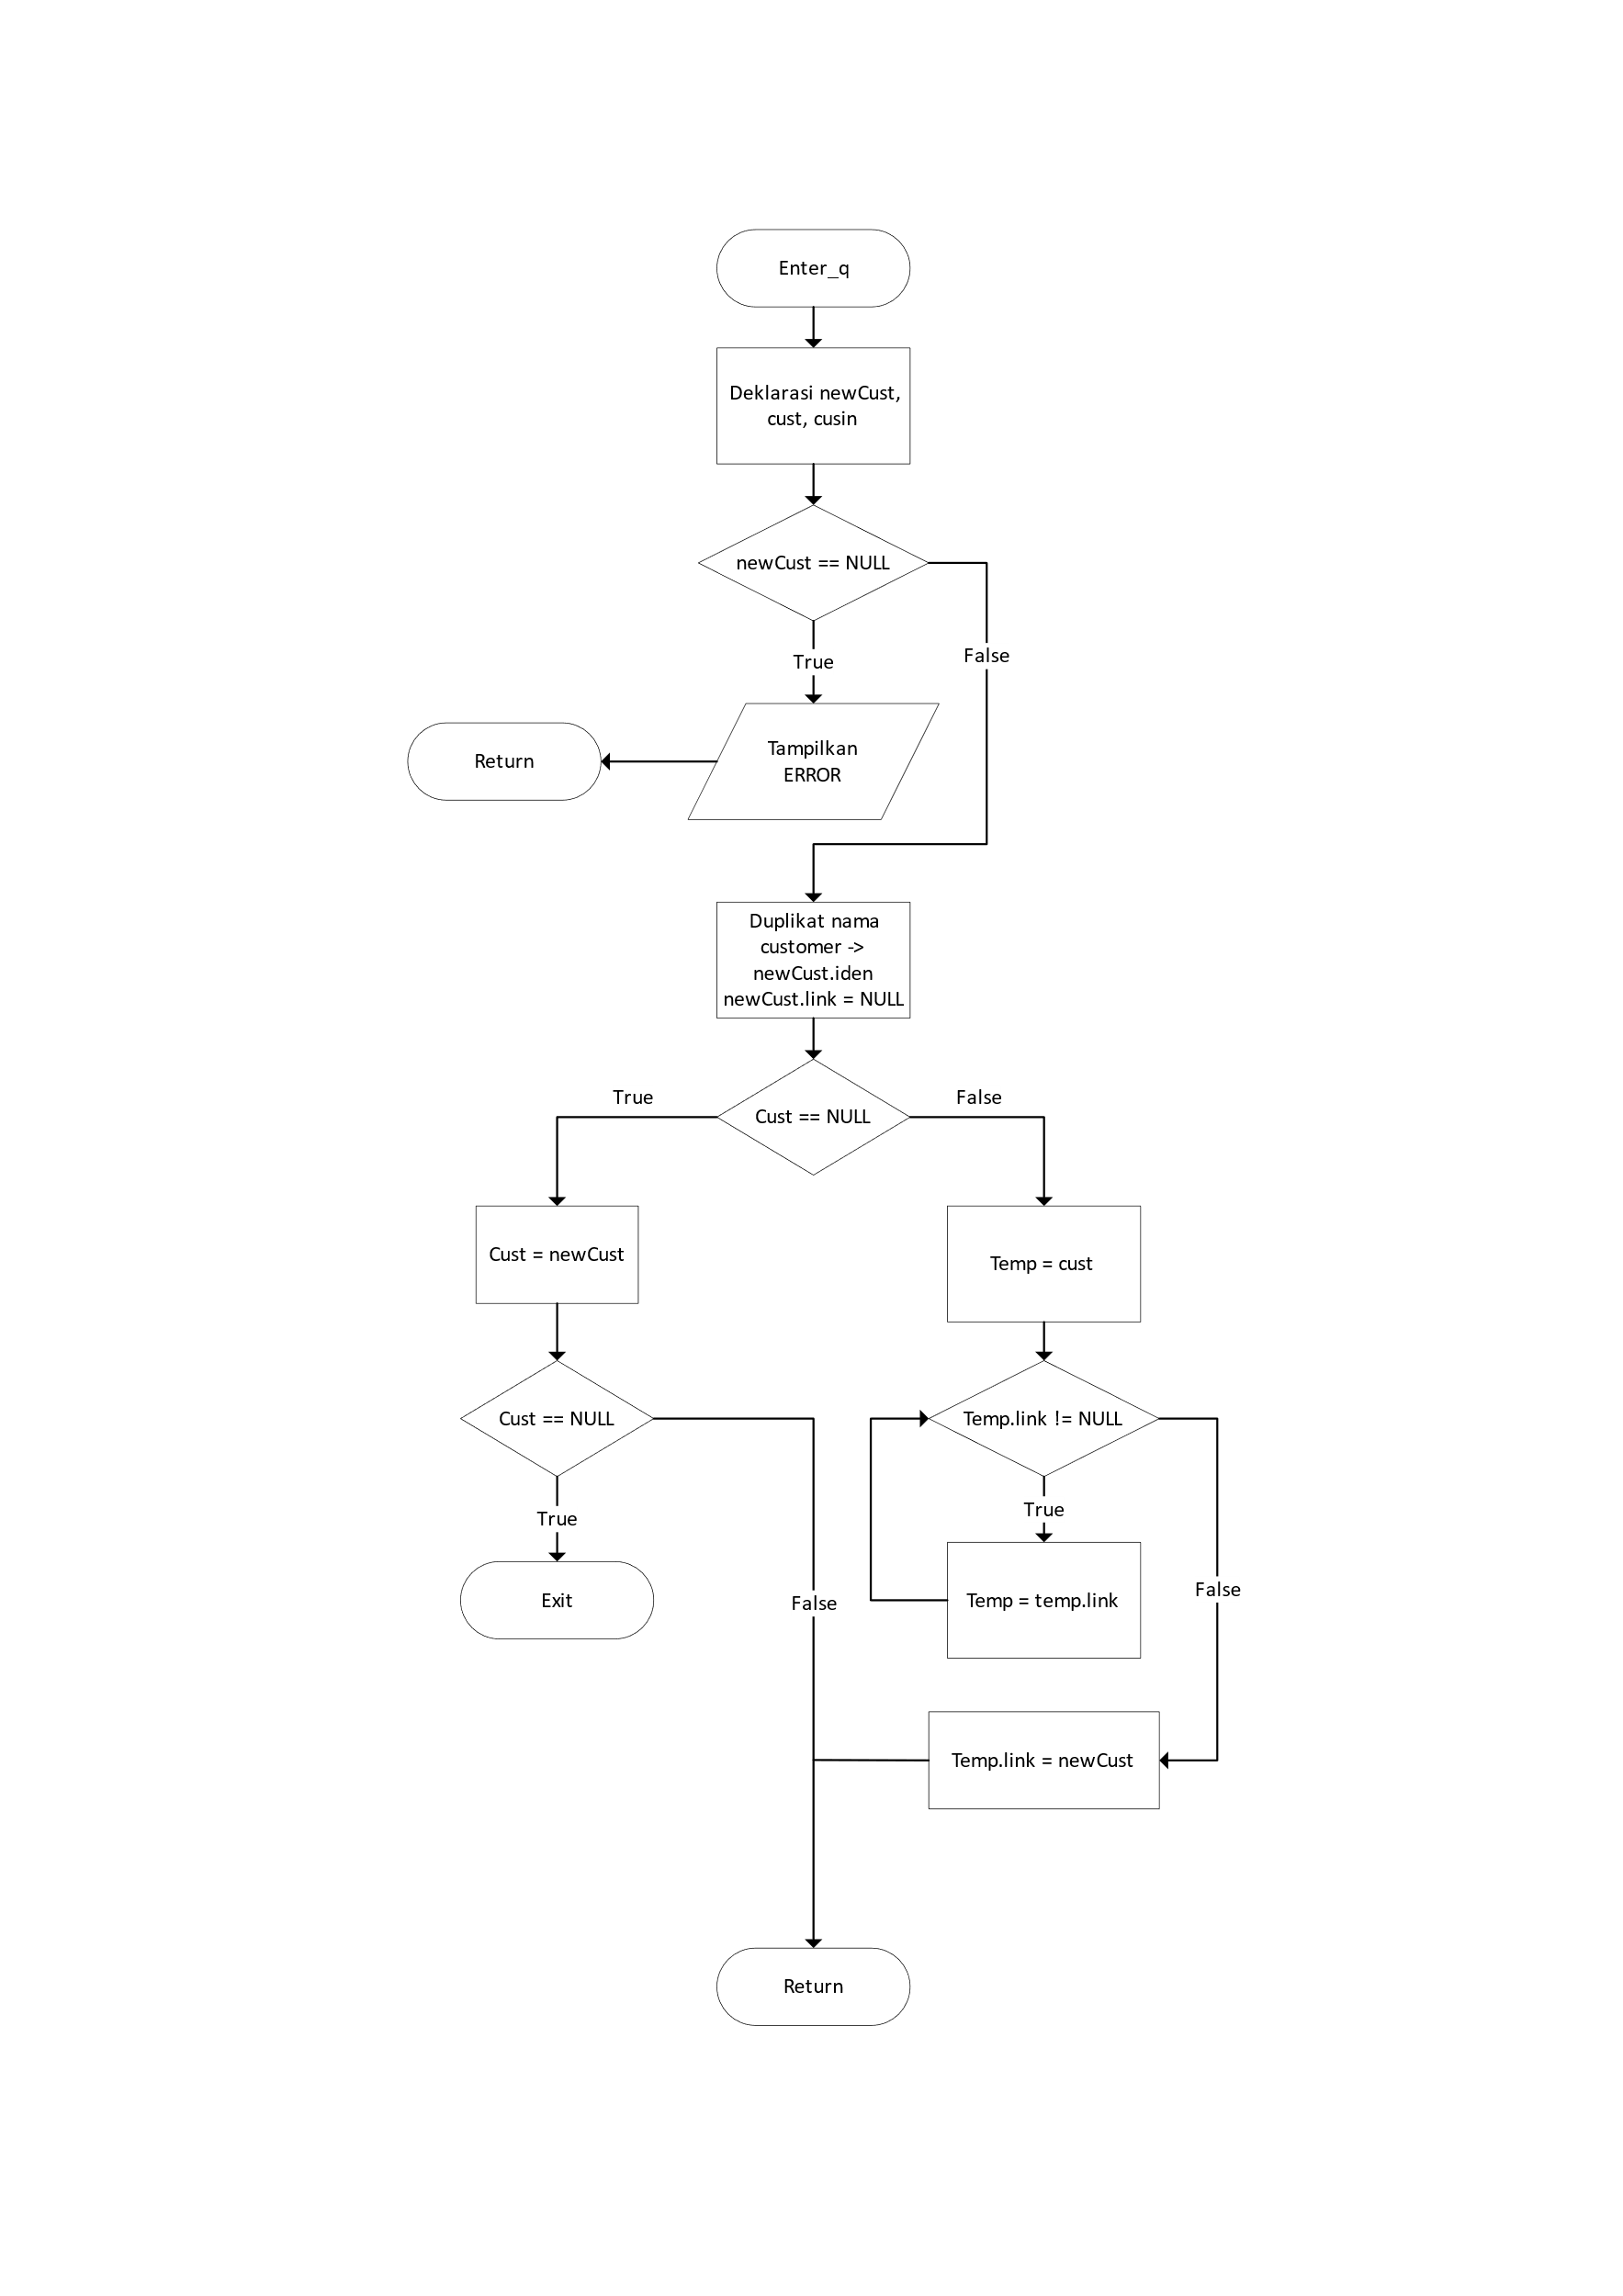 Enter_q
Deklarasi newCust,
cust, cusin
newCust == NULL
True
False
Tampilkan
ERROR
Return
Duplikat nama
customer ->
newCust.iden
newCust.link = NULL
Cust == NULL
True
False
Cust = newCust
Temp = cust
Cust == NULL
Temp.link != NULL
True
True
Exit
False
Temp = temp.link
False
Temp.link = newCust
Return